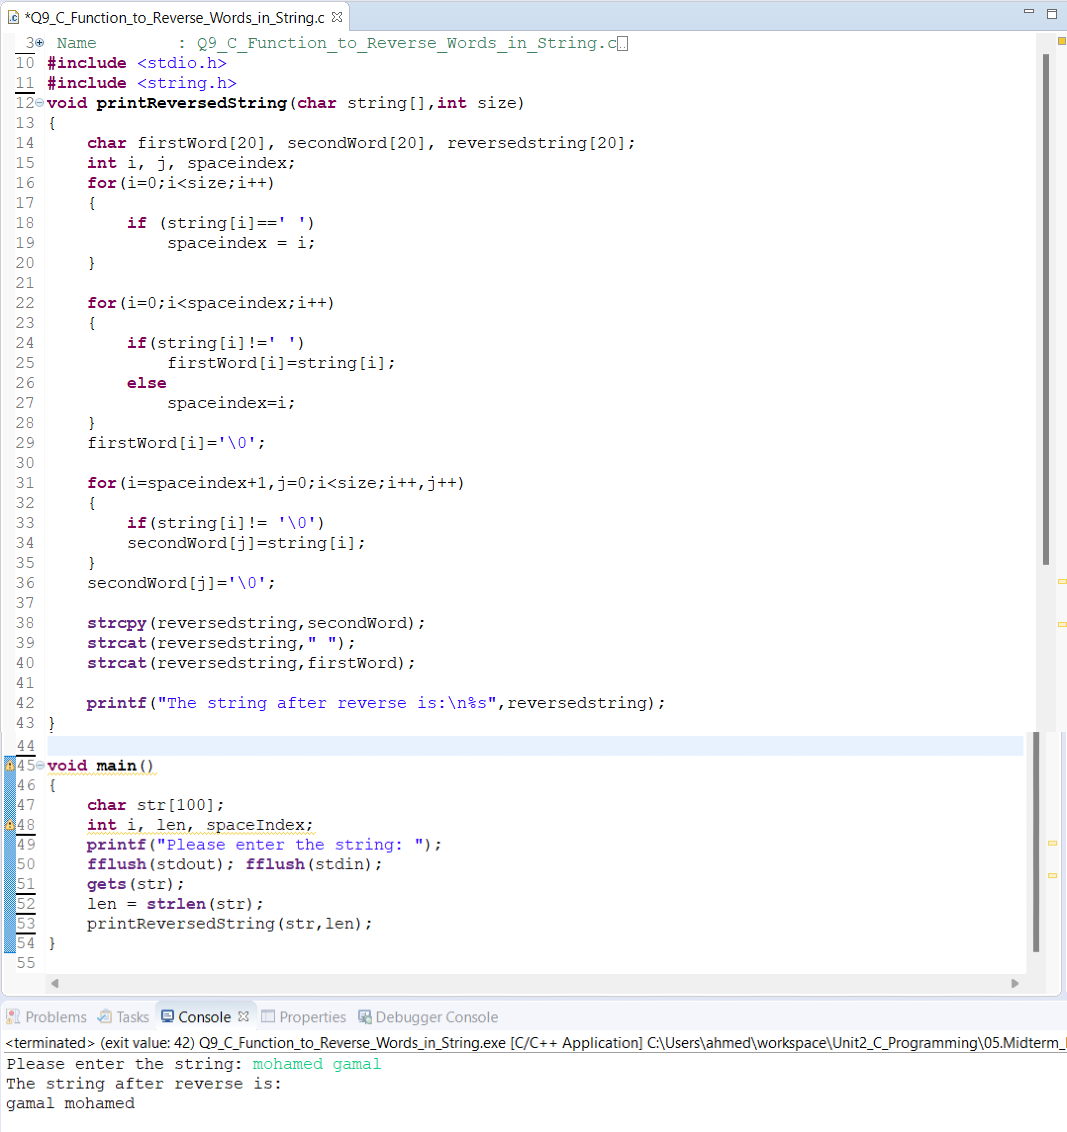 *Q9_C_Function_to_Reverse_Words_in_String.c
3 Name         : Q9_C_Function_to_Reverse_Words_in_String.c
10 #include <stdio.h>
11 #include <string.h>
12 void printReversedString(char string[],int size)
13 {
14     char firstWord[20], secondWord[20], reversedstring[20];
15     int i, j, spaceindex;
16     for(i=0;i<size;i++)
17     {
18         if (string[i]==' ')
19             spaceindex = i;
20     }
21
22     for(i=0;i<spaceindex;i++)
23     {
24         if(string[i]!=' ')
25             firstWord[i]=string[i];
26         else
27             spaceindex=i;
28     }
29     firstWord[i]='\0';
30
31     for(i=spaceindex+1,j=0;i<size;i++,j++)
32     {
33         if(string[i]!= '\0')
34         secondWord[j]=string[i];
35     }
36     secondWord[j]='\0';
37
38     strcpy(reversedstring,secondWord);
39     strcat(reversedstring," ");
40     strcat(reversedstring,firstWord);
41
42     printf("The string after reverse is:\n%s",reversedstring);
43 }
44
45 void main()
46 {
47     char str[100];
48     int i, len, spaceIndex;
49     printf("Please enter the string: ");
50     fflush(stdout); fflush(stdin);
51     gets(str);
52     len = strlen(str);
53     printReversedString(str,len);
54 }
55
Problems Tasks Console Properties Debugger Console
<terminated> (exit value: 42) Q9_C_Function_to_Reverse_Words_in_String.exe [C/C++ Application] C:\Users\ahmed\workspace\Unit2_C_Programming\05.Midterm_
Please enter the string: mohamed gamal
The string after reverse is:
gamal mohamed